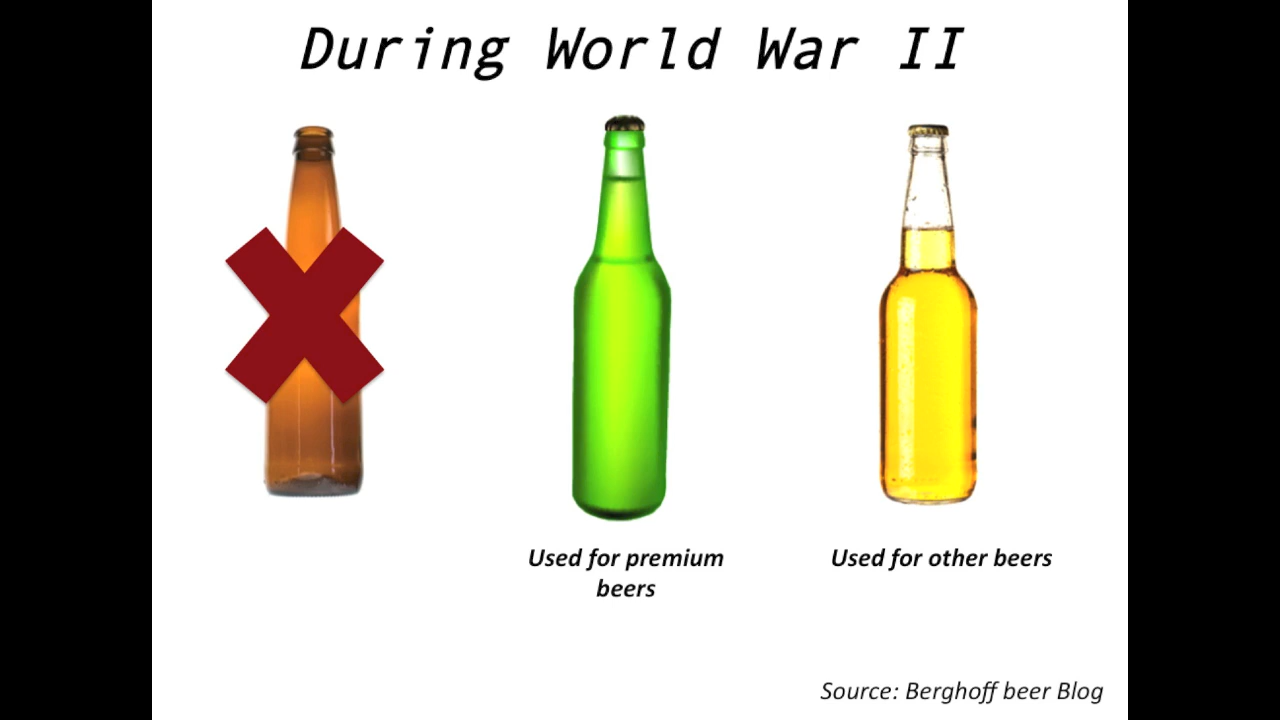 During World War II
Used for premium
beers
Used for other beers
Source: Berghoff beer Blog